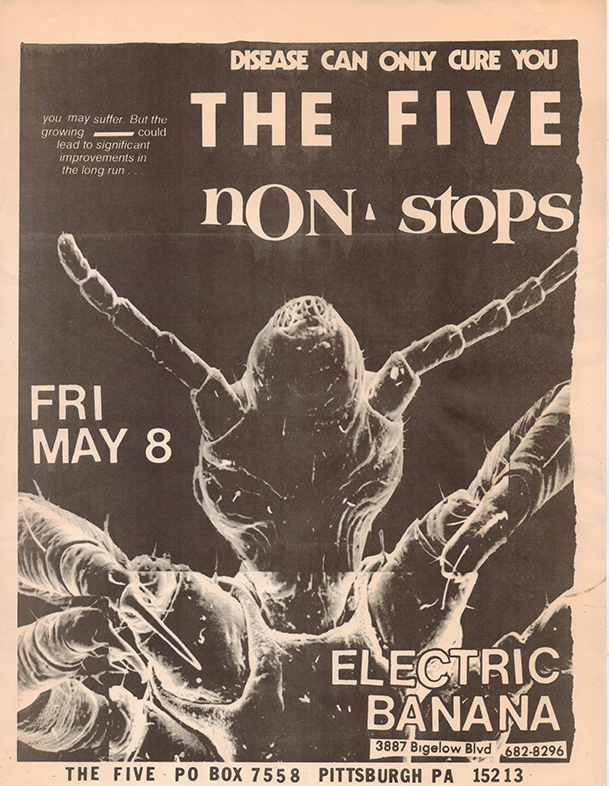 DISEASE CAN ONLY CURE YOU
THE FIVE
nON · stoPs
you may suffer. But the
growing ____ could
lead to significant
improvements in
the long run . . .
FRI
MAY 8
ELECTRIC
BANANA
3887 Bigelow Blvd 682-8296
THE FIVE PO BOX 7558 PITTSBURGH PA 15213